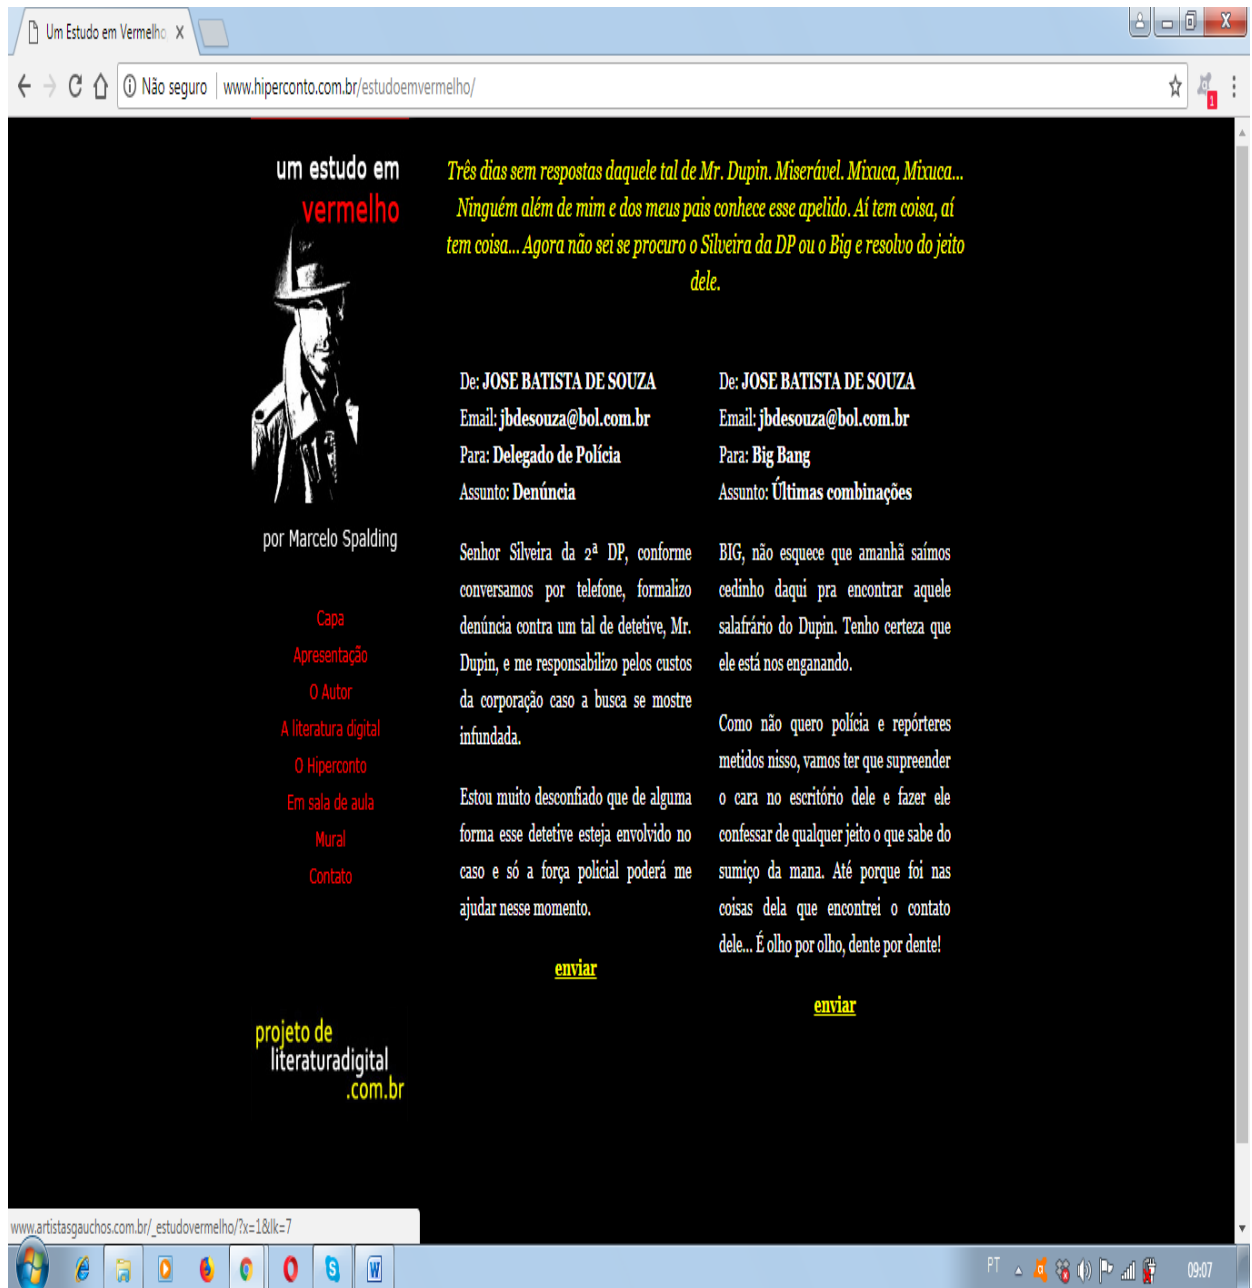 Um Estudo em Vermelho
Não seguro
www.hiperconto.com.br/estudoemvermelho/
1
um estudo em
vermelho
por Marcelo Spalding
Capa
Apresentação
O Autor
A literatura digital
O Hiperconto
Em sala de aula
Mural
Contato
projeto de
literaturadigital
.com.br
Três dias sem respostas daquele tal de Mr. Dupin. Miserável. Mixuca, Mixuca...
Ninguém além de mim e dos meus pais conhece esse apelido. Aí tem coisa, aí
tem coisa... Agora não sei se procuro o Silveira da DP ou o Big e resolvo do jeito
dele.
De: JOSE BATISTA DE SOUZA
Email: jbdesouza@bol.com.br
Para: Delegado de Polícia
Assunto: Denúncia
Senhor Silveira da 2ª DP, conforme
conversamos por telefone, formalizo
denúncia contra um tal de detetive, Mr.
Dupin, e me responsabilizo pelos custos
da corporação caso a busca se mostre
infundada.
Estou muito desconfiado que de alguma
forma esse detetive esteja envolvido no
caso e só a força policial poderá me
ajudar nesse momento.
enviar
De: JOSE BATISTA DE SOUZA
Email: jbdesouza@bol.com.br
Para: Big Bang
Assunto: Últimas combinações
BIG, não esquece que amanhã saímos
cedinho daqui pra encontrar aquele
salafrário do Dupin. Tenho certeza que
ele está nos enganando.
Como não quero polícia e repórteres
metidos nisso, vamos ter que supreender
o cara no escritório dele e fazer ele
confessar de qualquer jeito o que sabe do
sumiço da mana. Até porque foi nas
coisas dela que encontrei o contato
dele... É olho por olho, dente por dente!
enviar
www.artistasgauchos.com.br/_estudovermelho/?x=1&lk=7
PT
09:07